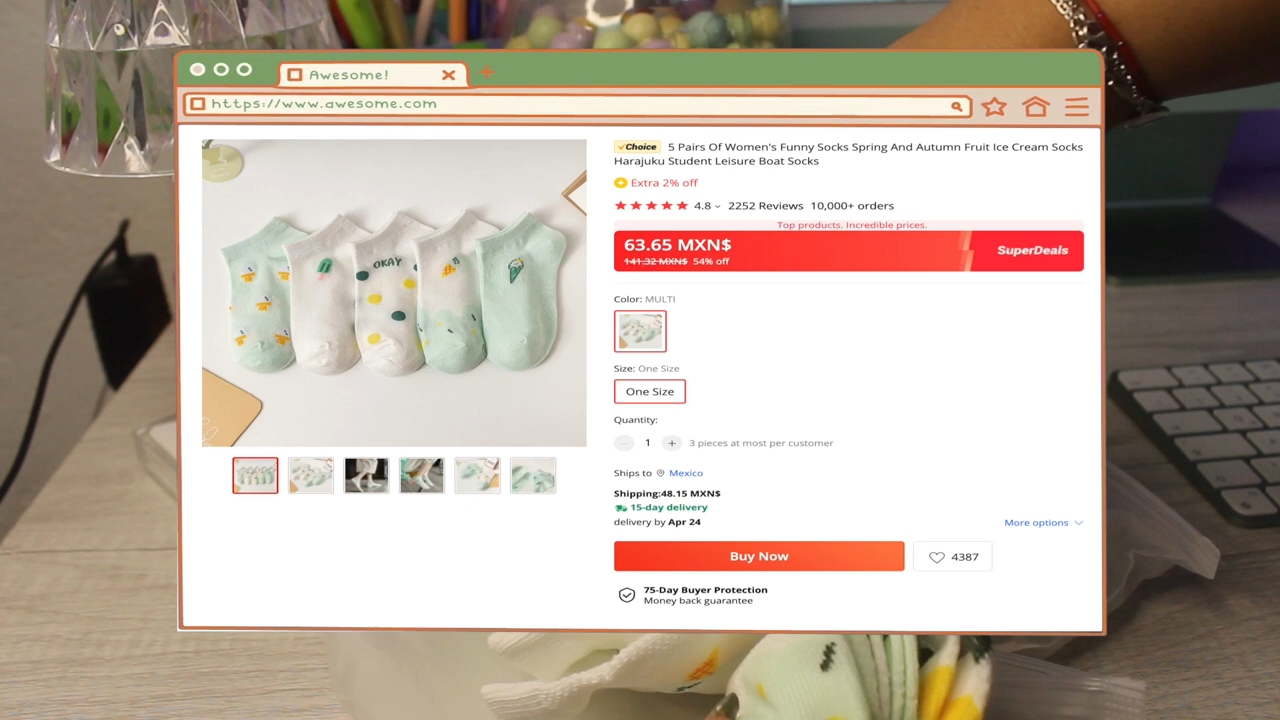 Awesome!
https://www.awesome.com
Choice 5 Pairs Of Women's Funny Socks Spring And Autumn Fruit Ice Cream Socks
Harajuku Student Leisure Boat Socks
Extra 2% off
4.8 2252 Reviews 10,000+ orders
Top products. Incredible prices.
63.65 MXN$
141.32 MXN$ 54% off
SuperDeals
OKAY
Color: MULTI
Size: One Size
One Size
Quantity:
1 + 3 pieces at most per customer
Ships to Mexico
Shipping:48.15 MXN$
15-day delivery
delivery by Apr 24
More options
Buy Now
4387
75-Day Buyer Protection
Money back guarantee